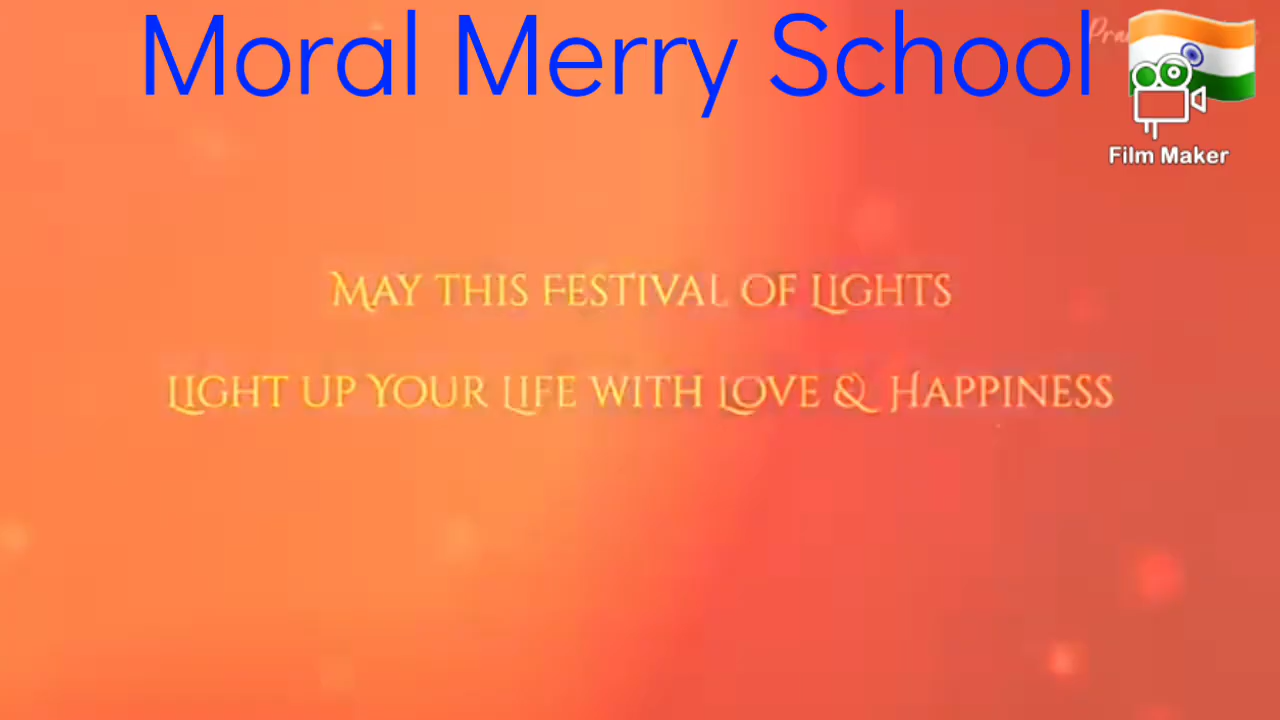 Moral Merry School
Film Maker
May this Festival of Lights
Light up Your Life with Love & Happiness